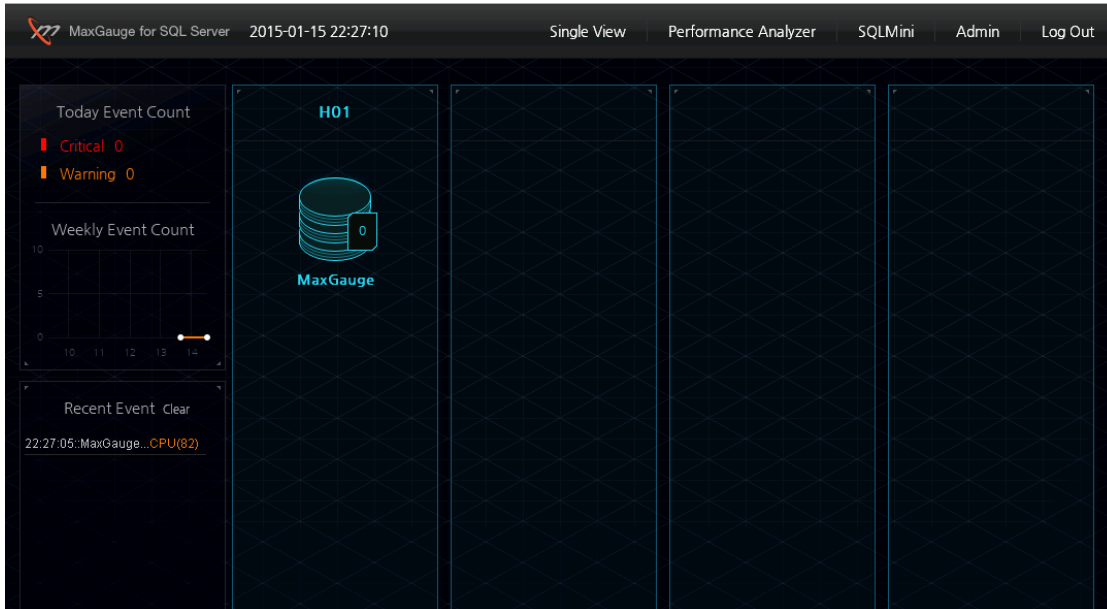 MaxGauge for SQL Server 2015-01-15 22:27:10 Single View Performance Analyzer SQLMini Admin Log Out
Today Event Count
Critical 0
Warning 0
Weekly Event Count
10
5
0
10 11 12 13 14
Recent Event Clear
22:27:05::MaxGauge...CPU(82)
H01
0
MaxGauge